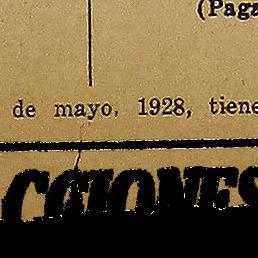 (Paga
de mayo, 1928, tiene
CCIONES